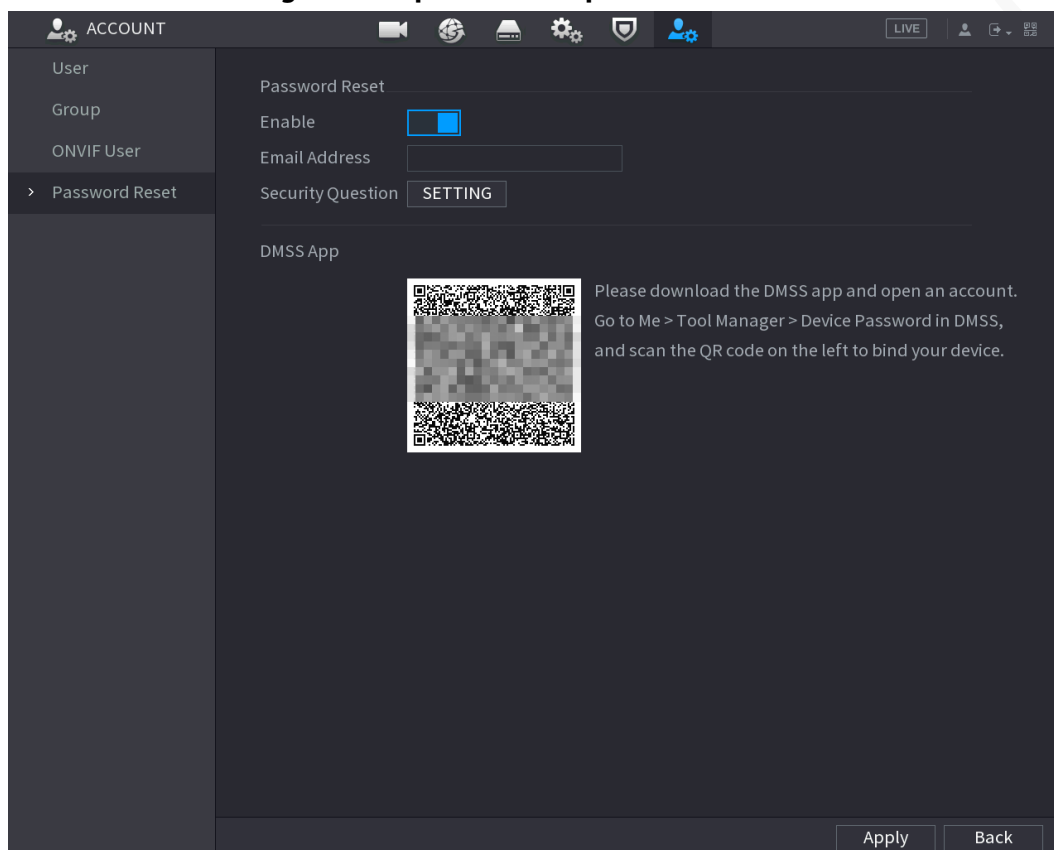 ACCOUNT
LIVE
User
Group
ONVIF User
Password Reset
Password Reset
Enable
Email Address
Security Question SETTING
DMSS App
Please download the DMSS app and open an account.
Go to Me > Tool Manager > Device Password in DMSS,
and scan the QR code on the left to bind your device.
Apply Back